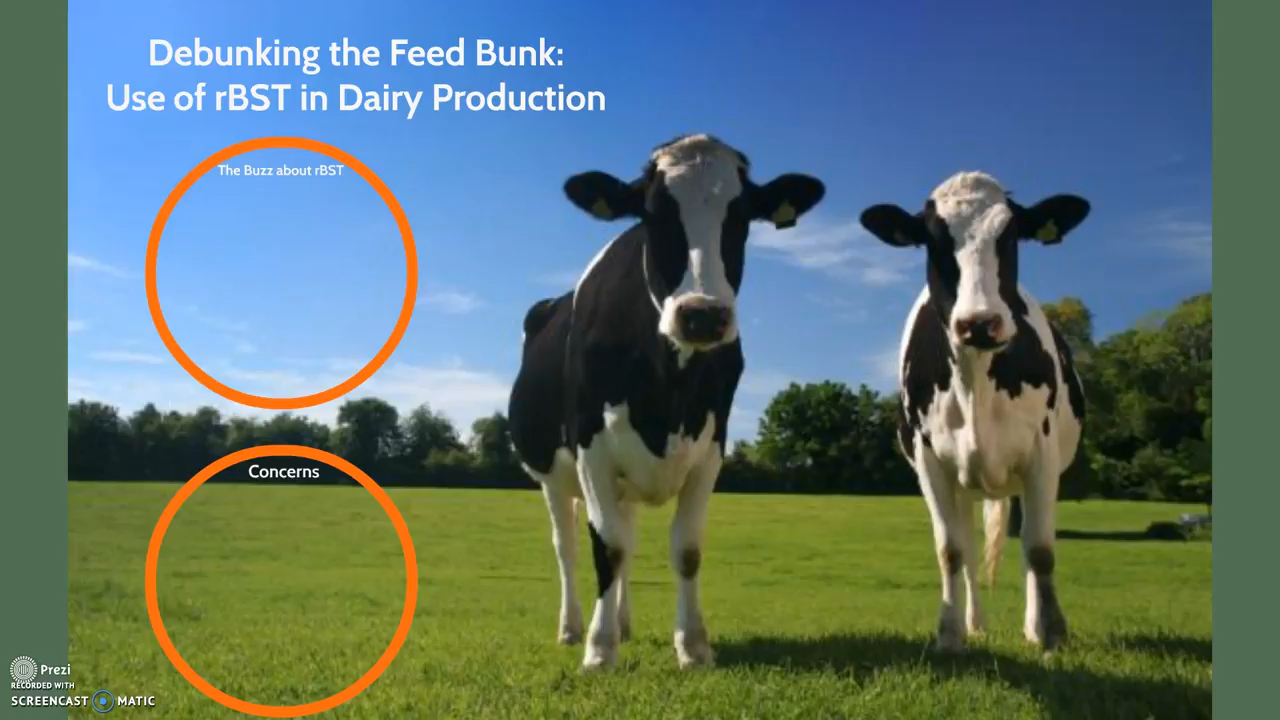 Debunking the Feed Bunk:
Use of rBST in Dairy Production
The Buzz about rBST
Concerns
Prezi
RECORDED WITH
SCREENCAST MATIC